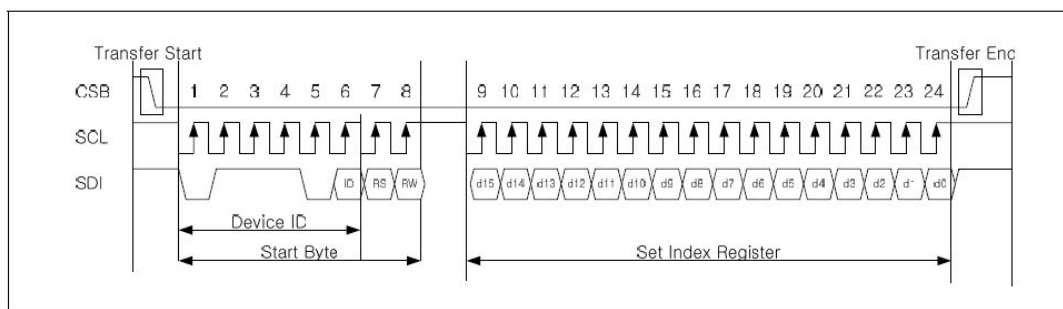 Transfer Start Transfer End
CSB 1 2 3 4 5 6 7 8 9 10 11 12 13 14 15 16 17 18 19 20 21 22 23 24
SCL
SDI ID RS RW d15 d14 d13 d12 d11 d10 d9 d8 d7 d6 d5 d4 d3 d2 d1 d0
Device ID
Start Byte Set Index Register